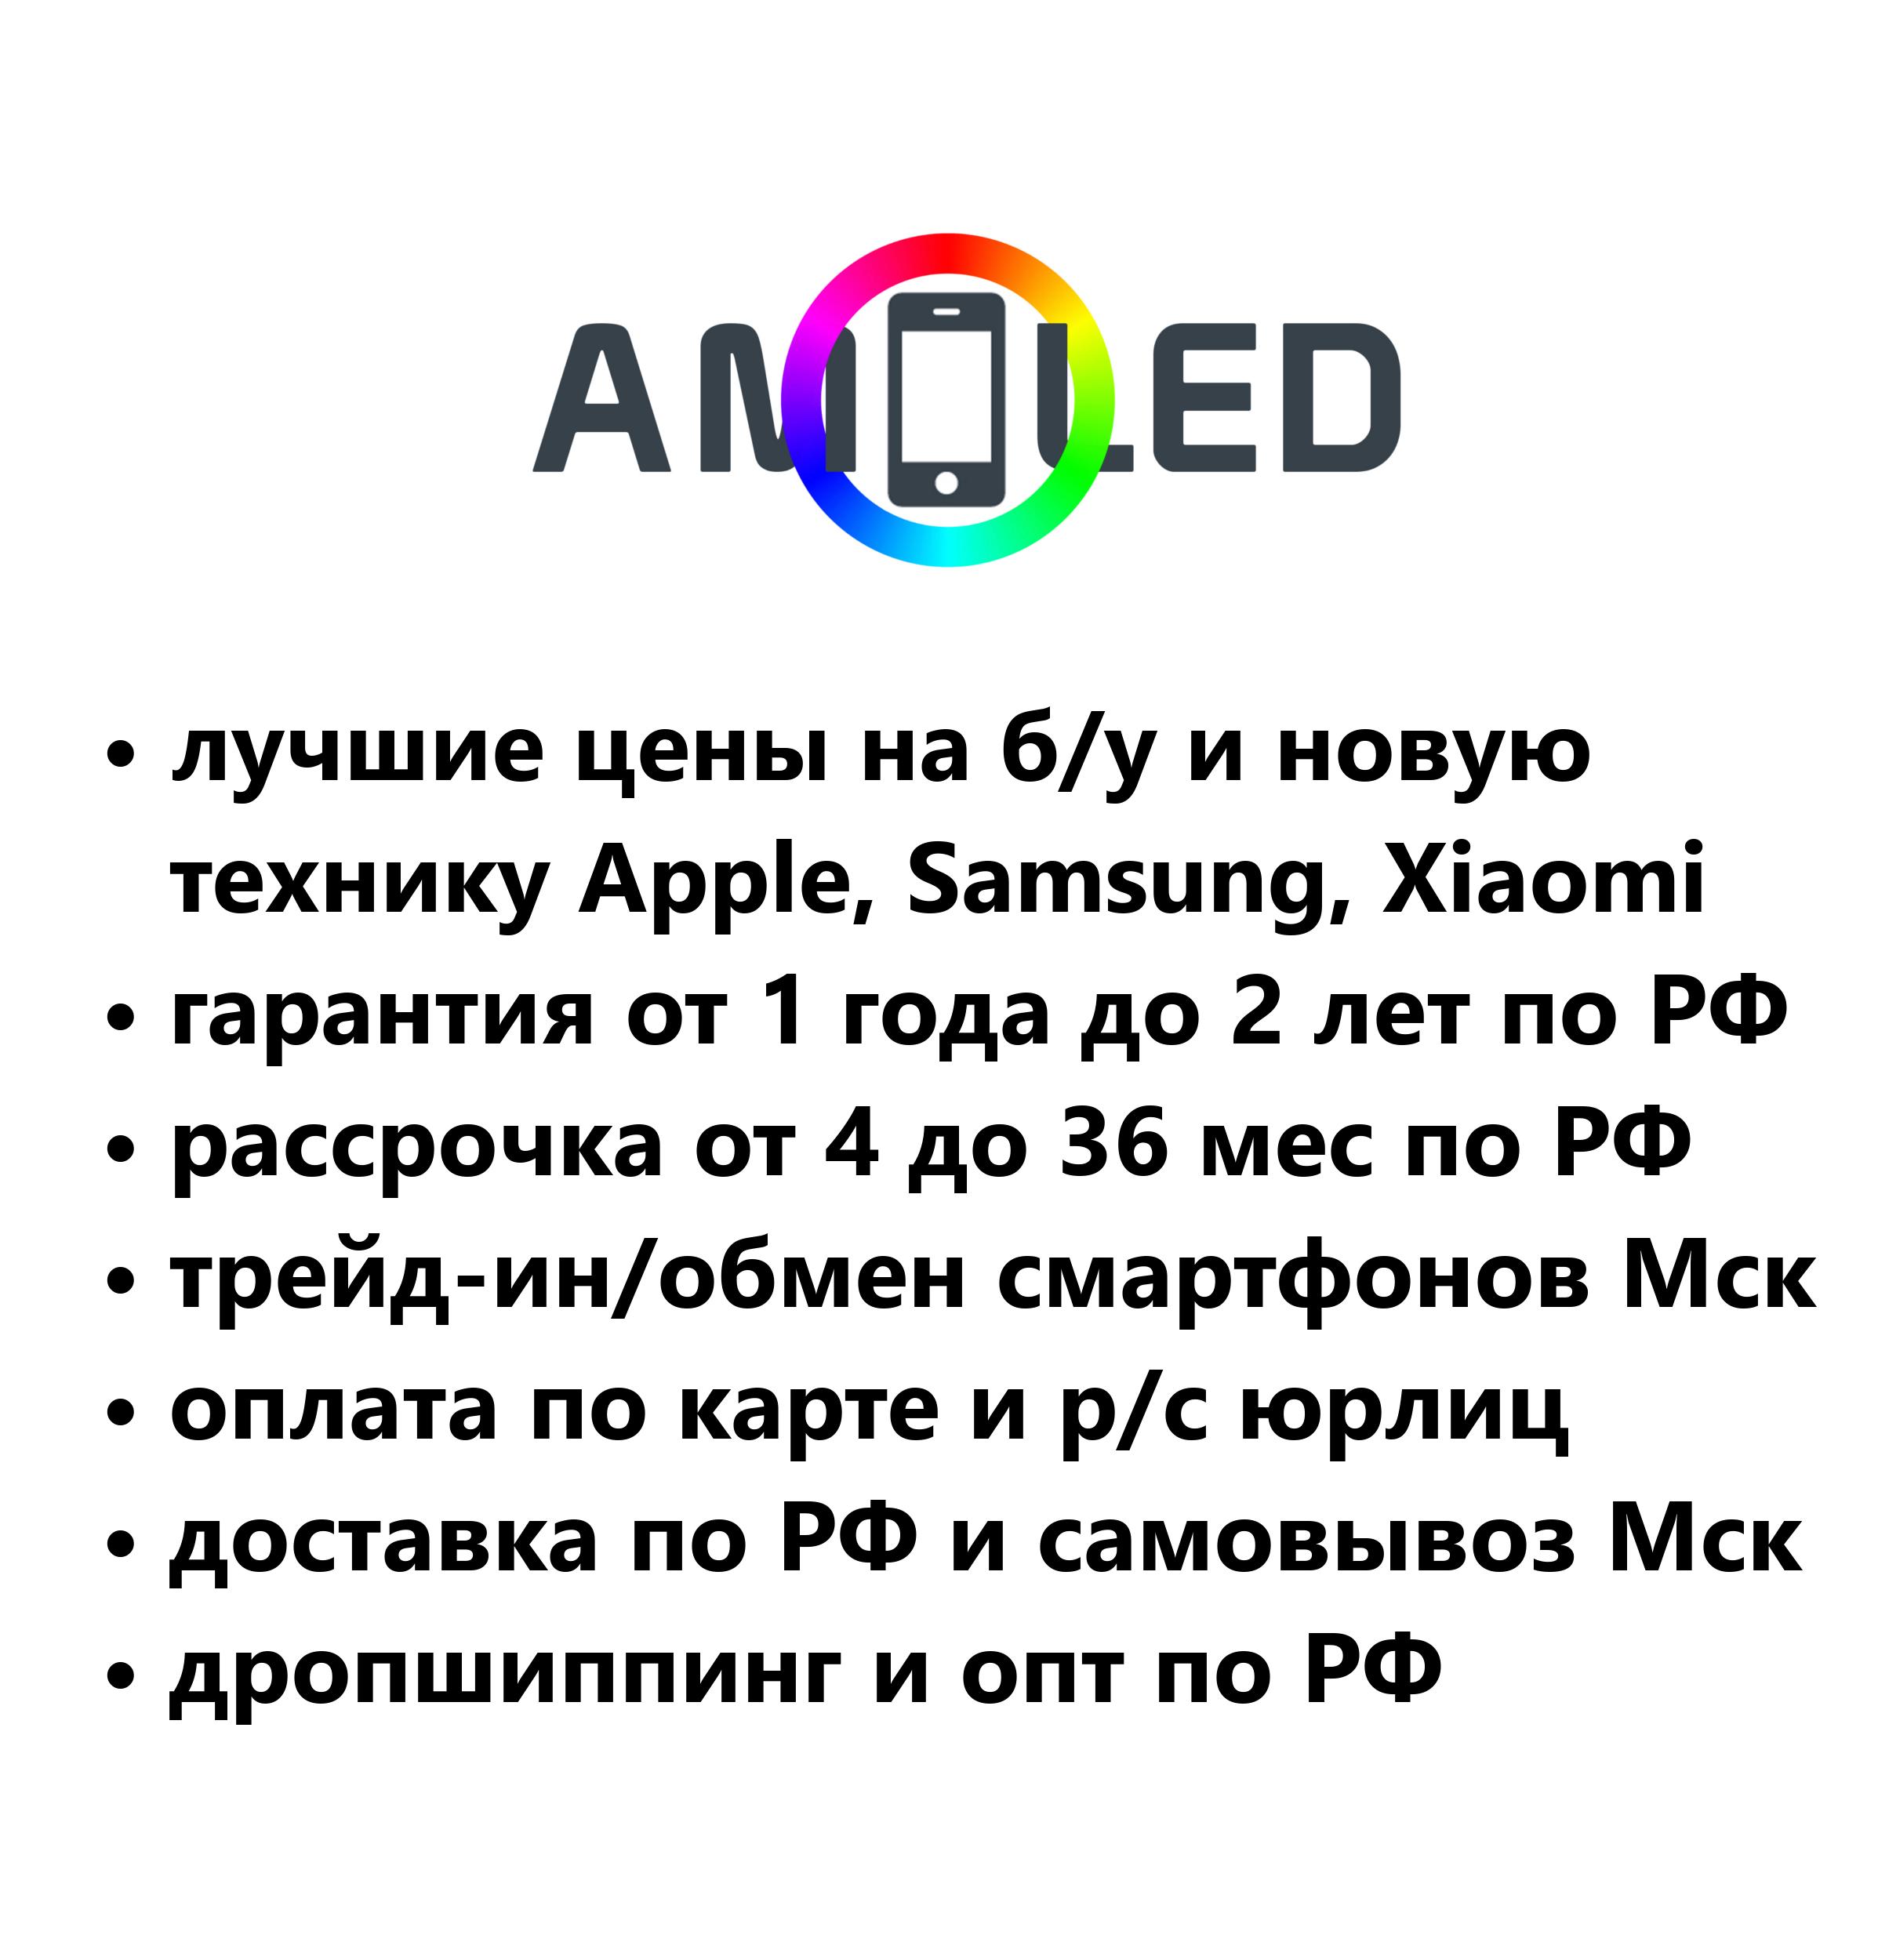 AMOLED
• лучшие цены на б/у и новую
технику Apple, Samsung, Xiaomi
• гарантия от 1 года до 2 лет по РФ
• рассрочка от 4 до 36 мес по РФ
• трейд-ин/обмен смартфонов Мск
• оплата по карте и р/с юрлиц
• доставка по РФ и самовывоз Мск
• дропшиппинг и опт по РФ